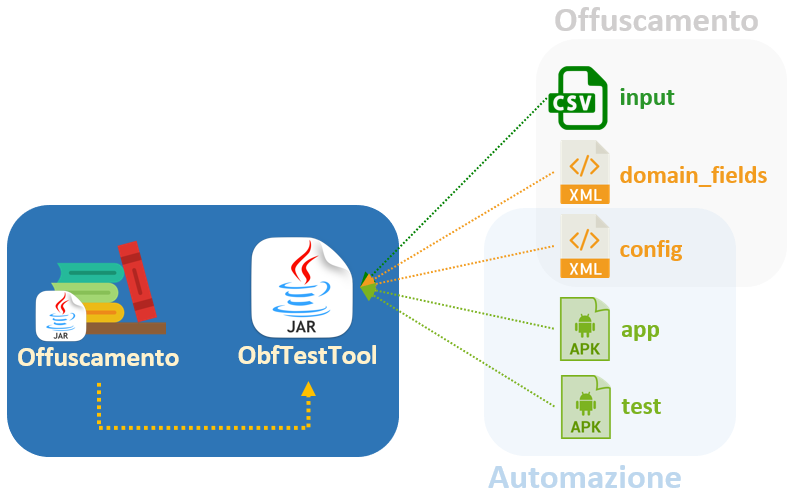 Offuscamento
CSV
input
XML
domain_fields
XML
config
JAR
Offuscamento
JAR
ObfTestTool
APK
app
APK
test
Automazione